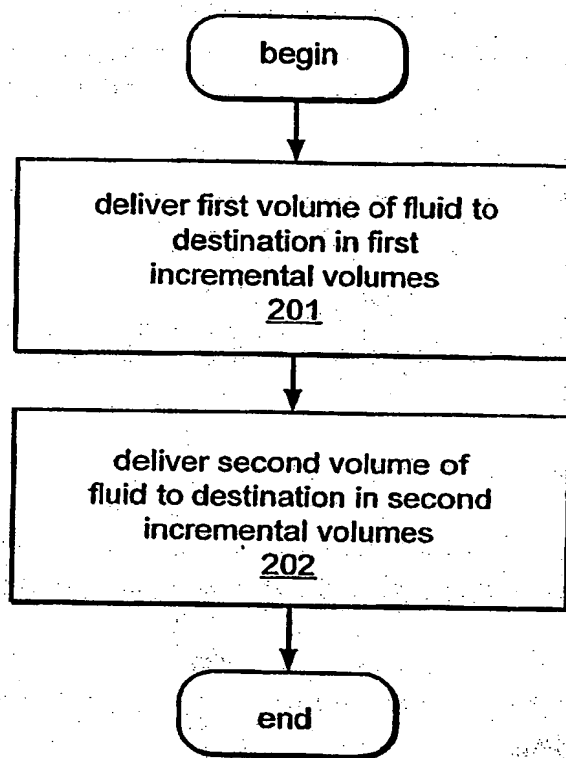 begin
deliver first volume of fluid to
destination in first
incremental volumes
201
deliver second volume of
fluid to destination in second
incremental volumes
202
end